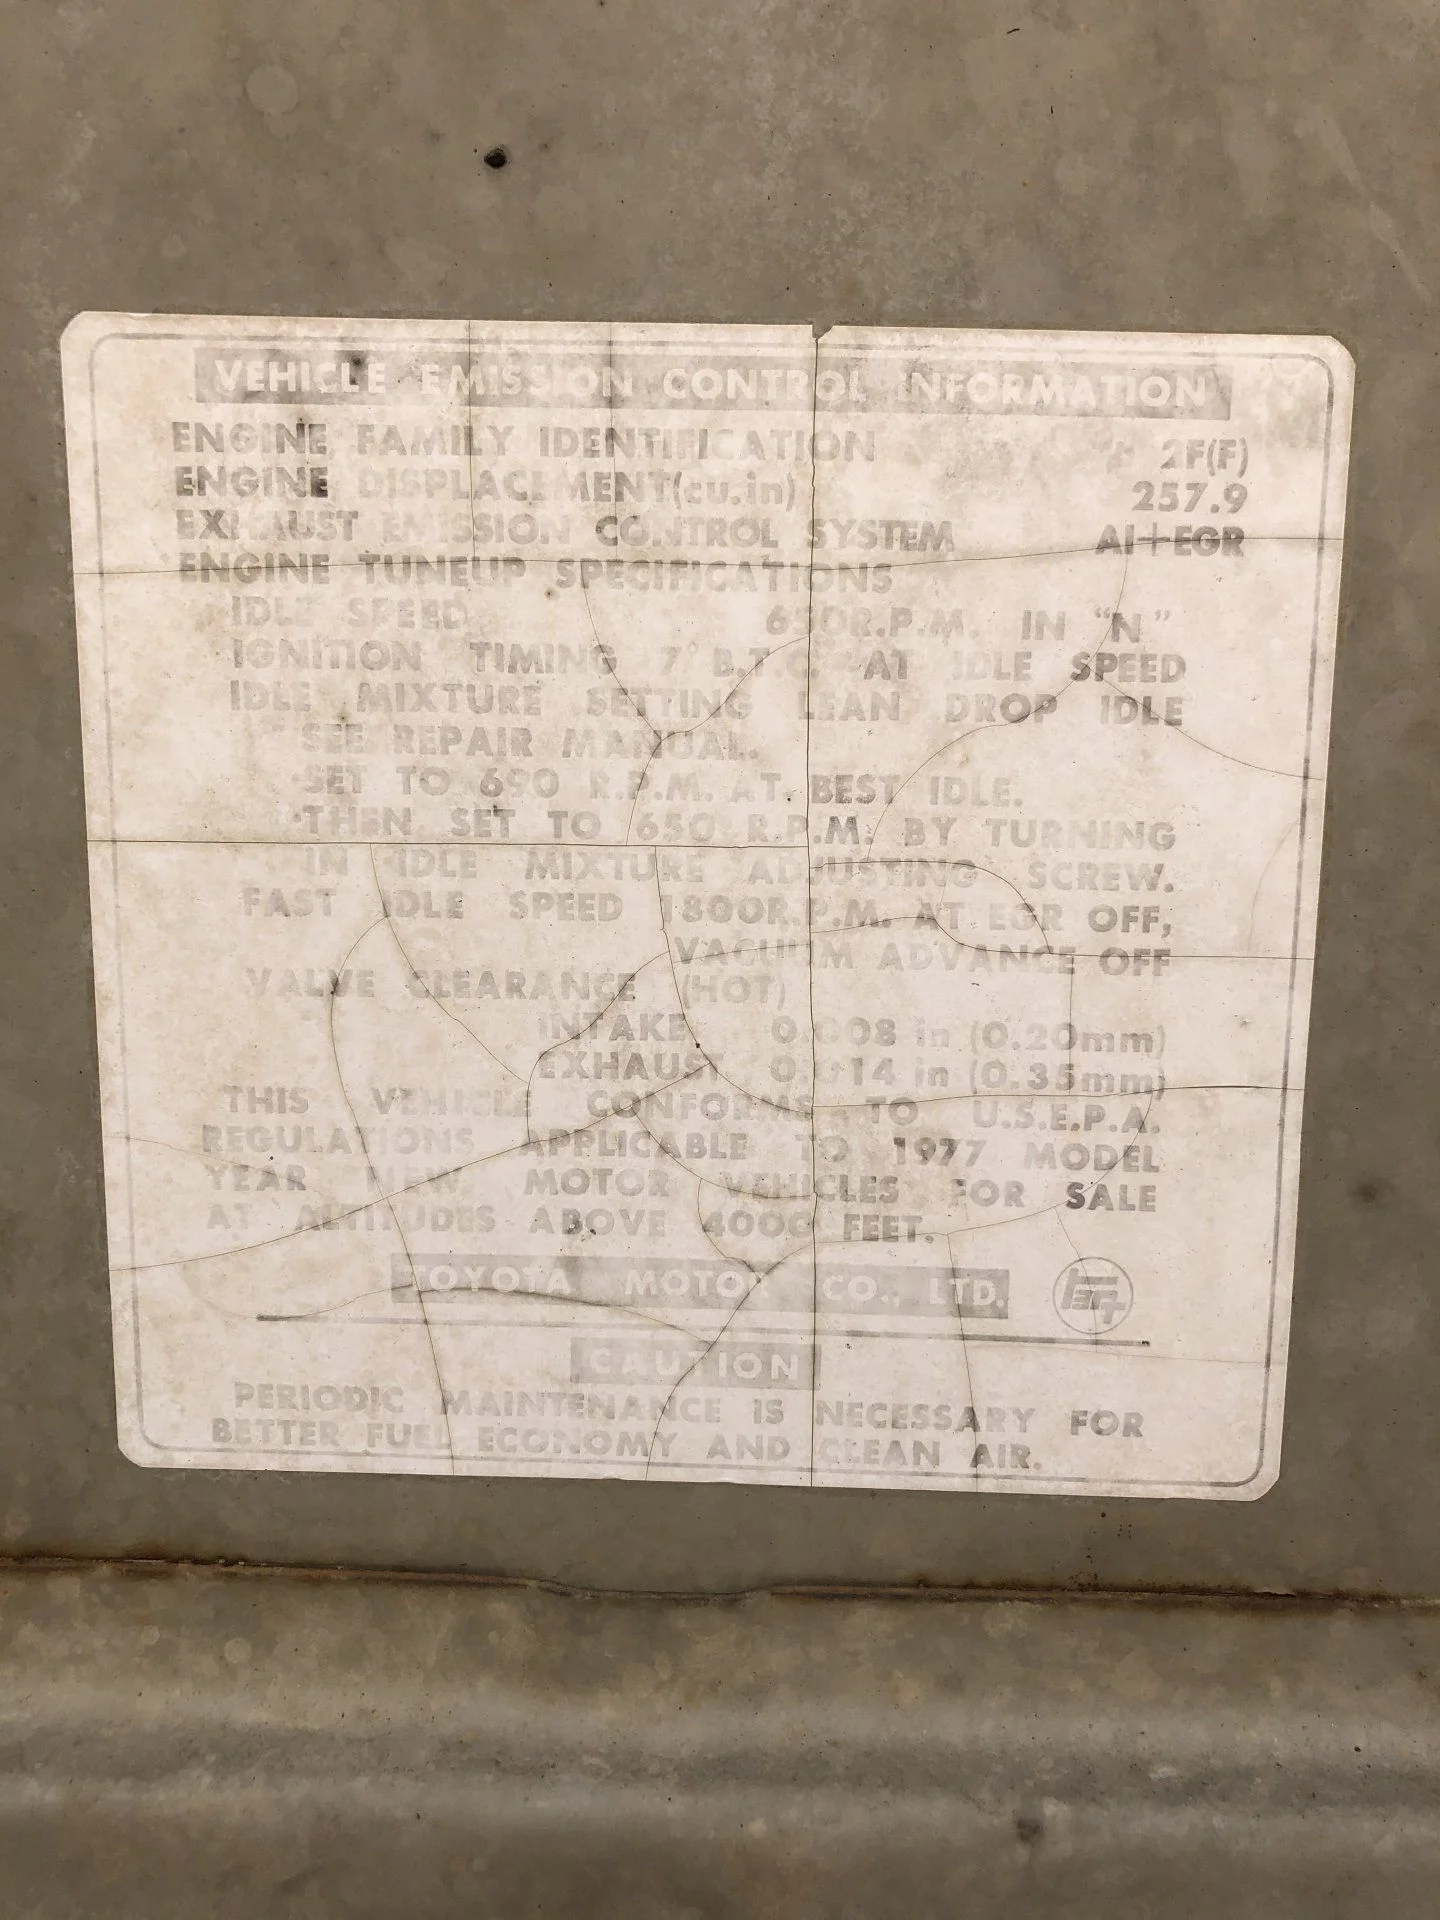 VEHICLE EMISSION CONTROL INFORMATION
ENGINE FAMILY IDENTIFICATION 2F(F)
ENGINE DISPLACEMENT(cu.in) 257.9
EXHAUST EMISSION CONTROL SYSTEM AI+EGR
ENGINE TUNEUP SPECIFICATIONS
IDLE SPEED 650R.P.M. IN "N"
IGNITION TIMING 7° B.T.C. AT IDLE SPEED
IDLE MIXTURE SETTING LEAN DROP IDLE
SEE REPAIR MANUAL.
·SET TO 690 R.P.M. AT BEST IDLE.
·THEN SET TO 650 R.P.M. BY TURNING
IN IDLE MIXTURE ADJUSTING SCREW.
FAST IDLE SPEED 1800R.P.M. AT EGR OFF,
VACUUM ADVANCE OFF
VALVE CLEARANCE (HOT)
INTAKE 0.008 in (0.20mm)
EXHAUST 0.014 in (0.35mm)
THIS VEHICLE CONFORMS TO U.S.E.P.A.
REGULATIONS APPLICABLE TO 1977 MODEL
YEAR NEW MOTOR VEHICLES FOR SALE
AT ALTITUDES ABOVE 4000 FEET.
TOYOTA MOTOR CO., LTD.
CAUTION
PERIODIC MAINTENANCE IS NECESSARY FOR
BETTER FUEL ECONOMY AND CLEAN AIR.